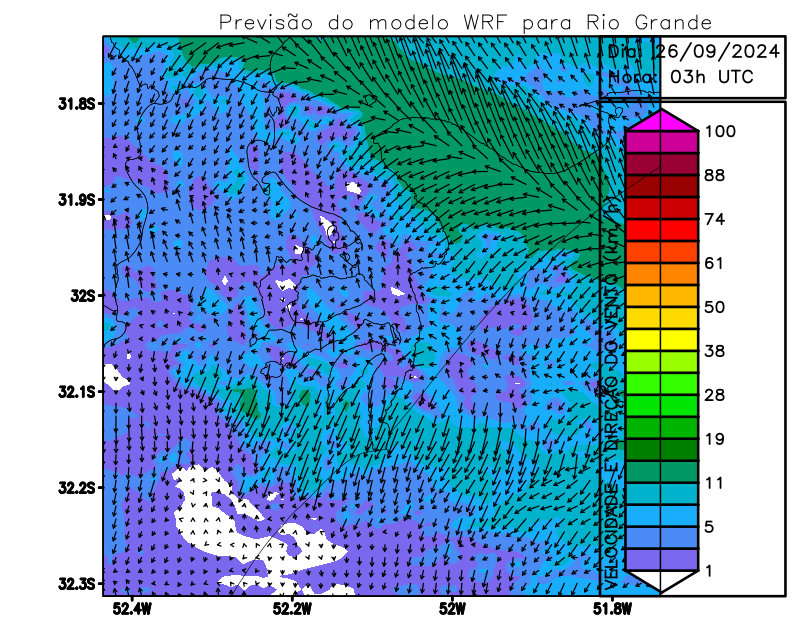 Previsão do modelo WRF para Rio Grande
Dia: 26/09/2024
Hora: 03h UTC
31.8S
31.9S
32S
32.1S
32.2S
32.3S
52.4W
52.2W
52W
51.8W
VELOCIDADE E DIREÇÃO DO VENTO (km/h)
100
88
74
61
50
38
28
19
11
5
1